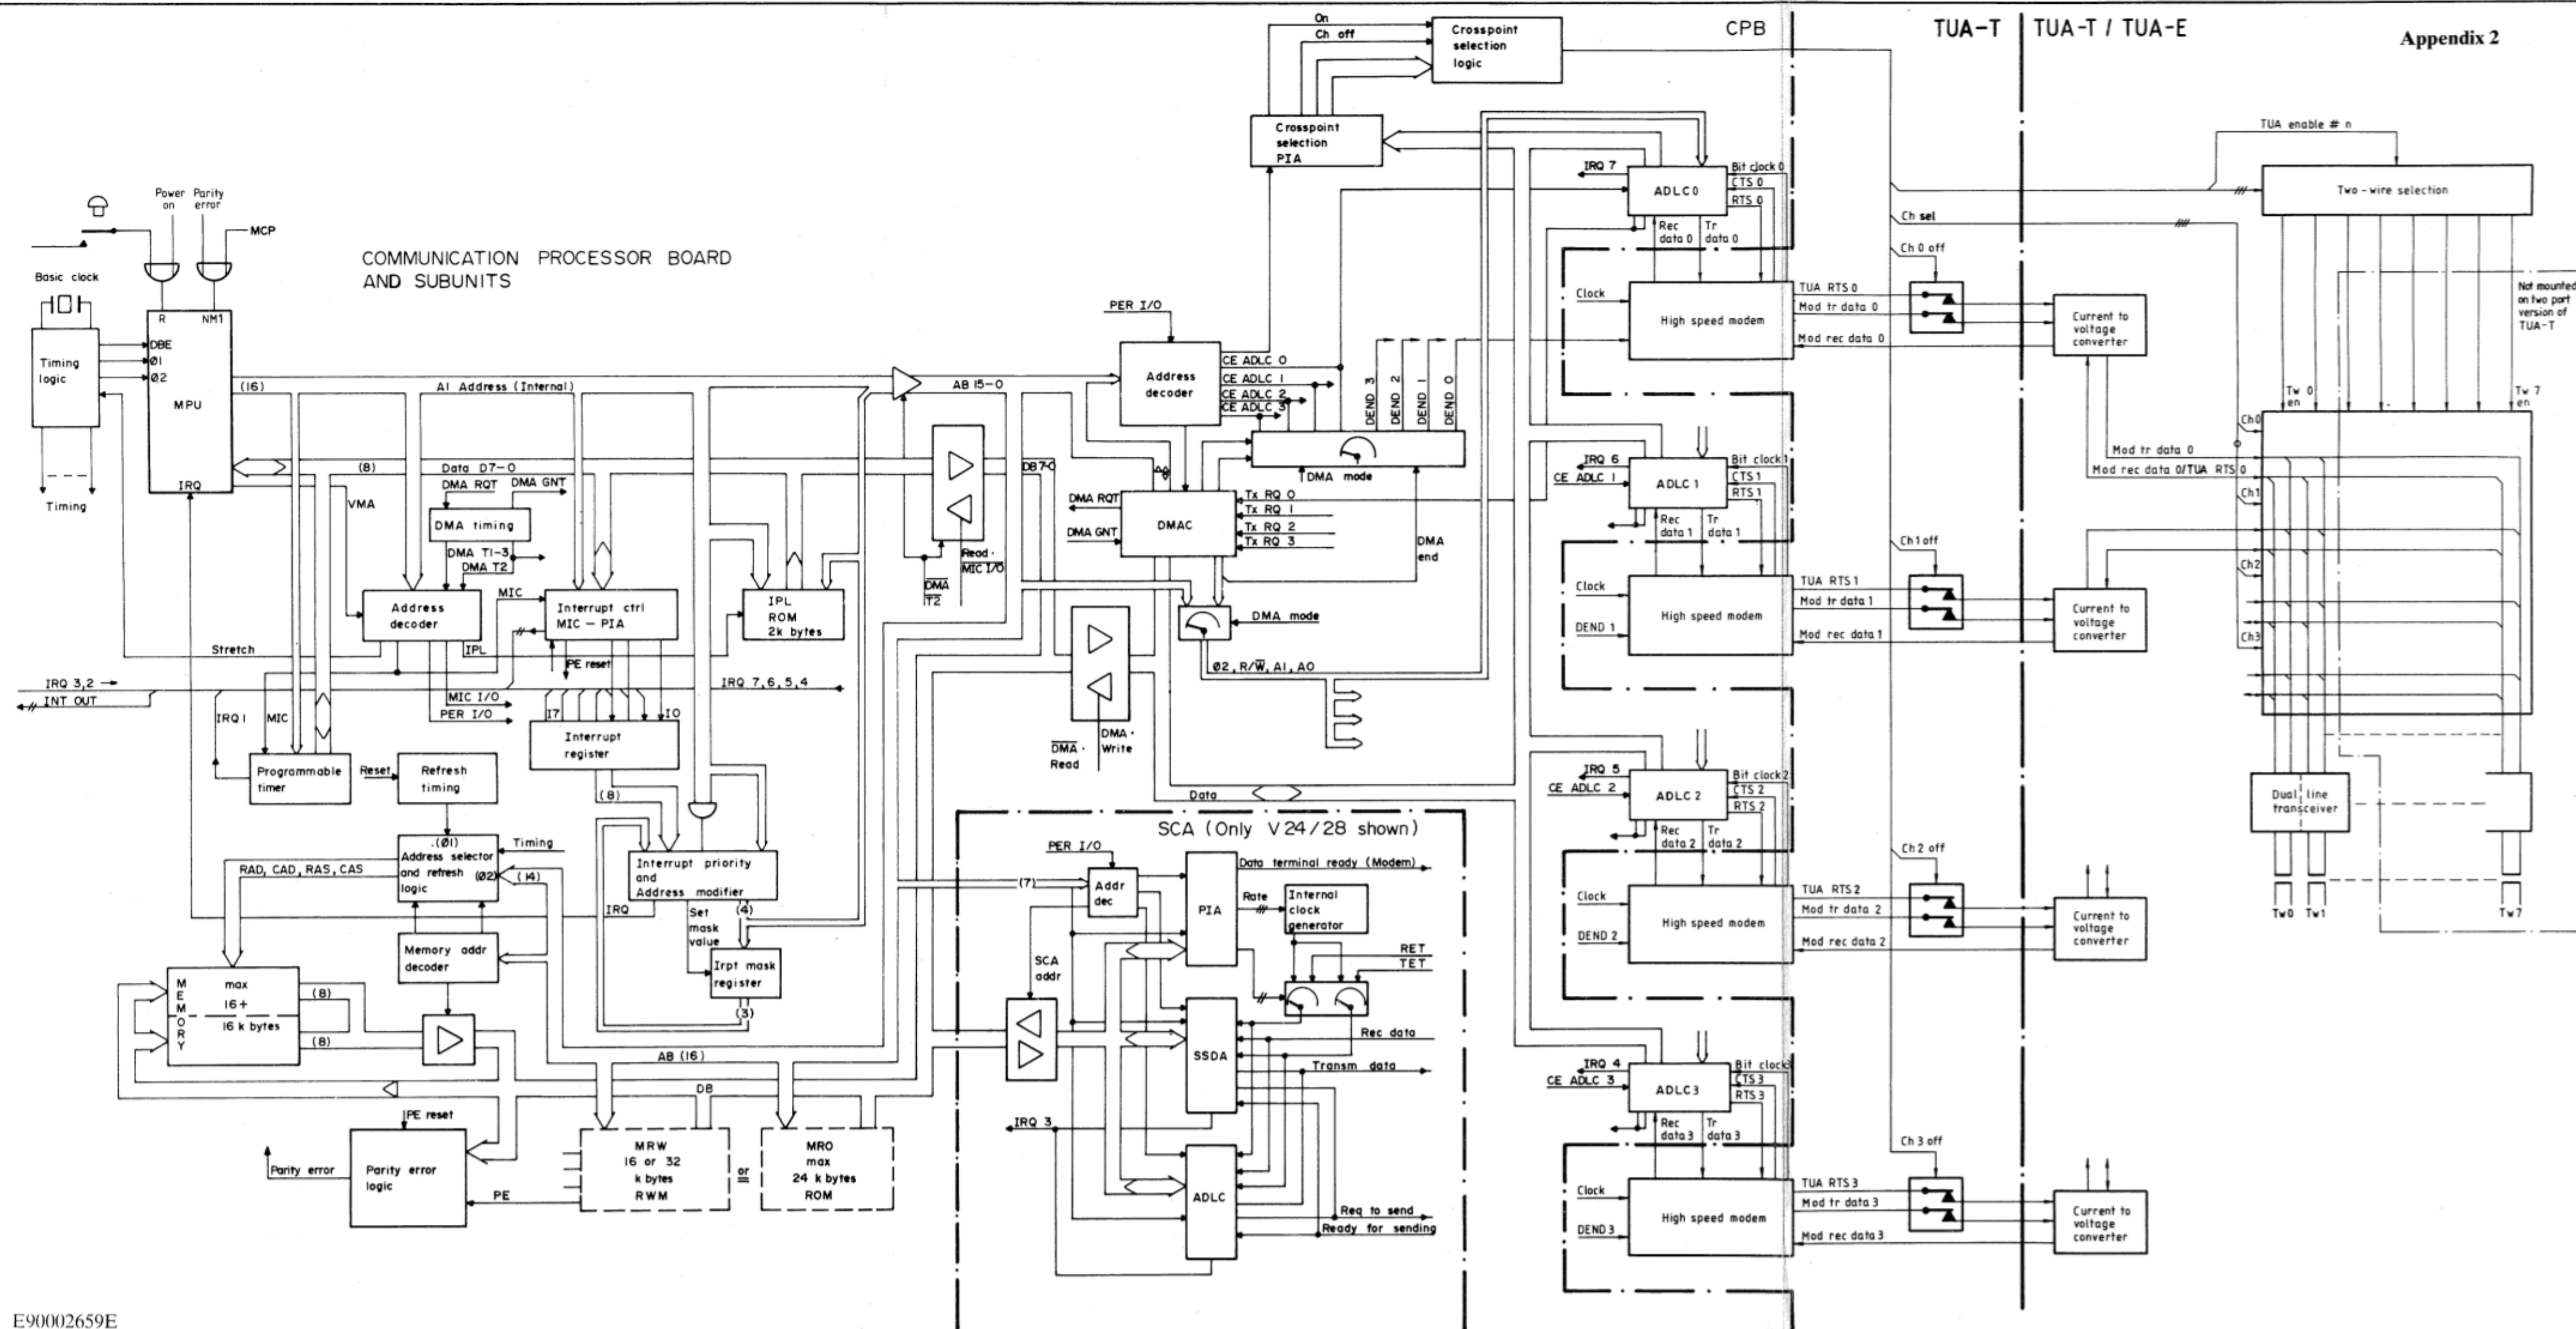 Appendix 2
CPB
TUA-T
TUA-T / TUA-E
COMMUNICATION PROCESSOR BOARD
AND SUBUNITS
On
Ch off
Crosspoint
selection
logic
Crosspoint
selection
PIA
Power
on
Parity
error
MCP
Basic clock
Timing
logic
Timing
R
NM1
DBE
Ø1
Ø2
MPU
IRQ
(16)
A1 Address (Internal)
(8)
Data D7-0
VMA
DMA RQT
DMA GNT
DMA timing
DMA T1-3
DMA T2
Address
decoder
MIC
Interrupt ctrl
MIC - PIA
IPL
ROM
2k bytes
Stretch
IPL
PE reset
IRQ 3,2
INT OUT
IRQ 7,6,5,4
IRQ 1
MIC
MIC I/O
PER I/O
I7
I0
Interrupt
register
(8)
Programmable
timer
Reset
Refresh
timing
.(Ø1)
Address selector
and refresh (Ø2)
logic
Timing
(14)
RAD, CAD, RAS, CAS
Interrupt priority
and
Address modifier
IRQ
Set
mask
value
(4)
Irpt mask
register
(3)
Memory addr
decoder
MEMORY
max
16+
16 k bytes
(8)
(8)
AB (16)
DB
PE reset
Parity error
Parity error
logic
PE
MRW
16 or 32
k bytes
RWM
or
MRO
max
24 k bytes
ROM
AB 15-0
DB7-0
DMA
T2
Read ·
MIC I/O
PER I/O
Address
decoder
CE ADLC 0
CE ADLC 1
CE ADLC 2
CE ADLC 3
DEND 3
DEND 2
DEND 1
DEND 0
DMA mode
DMA RQT
DMA GNT
DMAC
Tx RQ 0
Tx RQ 1
Tx RQ 2
Tx RQ 3
DMA
end
DMA mode
Ø2, R/W, A1, A0
DMA ·
Read
DMA ·
Write
Data
SCA (Only V24/28 shown)
PER I/O
(7)
Addr
dec
PIA
Data terminal ready (Modem)
Rate
Internal
clock
generator
RET
TET
SCA
addr
SSDA
Rec data
Transm data
IRQ 3
ADLC
Req to send
Ready for sending
IRQ 7
ADLC0
Bit clock 0
CTS 0
RTS 0
Rec
data 0
Tr
data 0
Clock
High speed modem
TUA RTS 0
Mod tr data 0
Mod rec data 0
Ch 0 off
Current to
voltage
converter
IRQ 6
CE ADLC 1
ADLC 1
Bit clock 1
CTS 1
RTS 1
Rec
data 1
Tr
data 1
Clock
DEND 1
High speed modem
TUA RTS 1
Mod tr data 1
Mod rec data 1
Ch 1 off
Current to
voltage
converter
IRQ 5
CE ADLC 2
ADLC 2
Bit clock 2
CTS 2
RTS 2
Rec
data 2
Tr
data 2
Clock
DEND 2
High speed modem
TUA RTS 2
Mod tr data 2
Mod rec data 2
Ch 2 off
Current to
voltage
converter
IRQ 4
CE ADLC 3
ADLC3
Bit clock 3
CTS 3
RTS 3
Rec
data 3
Tr
data 3
Clock
DEND 3
High speed modem
TUA RTS 3
Mod tr data 3
Mod rec data 3
Ch 3 off
Current to
voltage
converter
TUA enable # n
Two-wire selection
Ch sel
Not mounted
on two port
version of
TUA-T
Tw 0
en
Tw 7
en
Ch0
Mod tr data 0
Mod rec data 0/TUA RTS 0
Ch1
Ch2
Ch3
Dual line
transceiver
Tw0
Tw1
Tw7
E90002659E